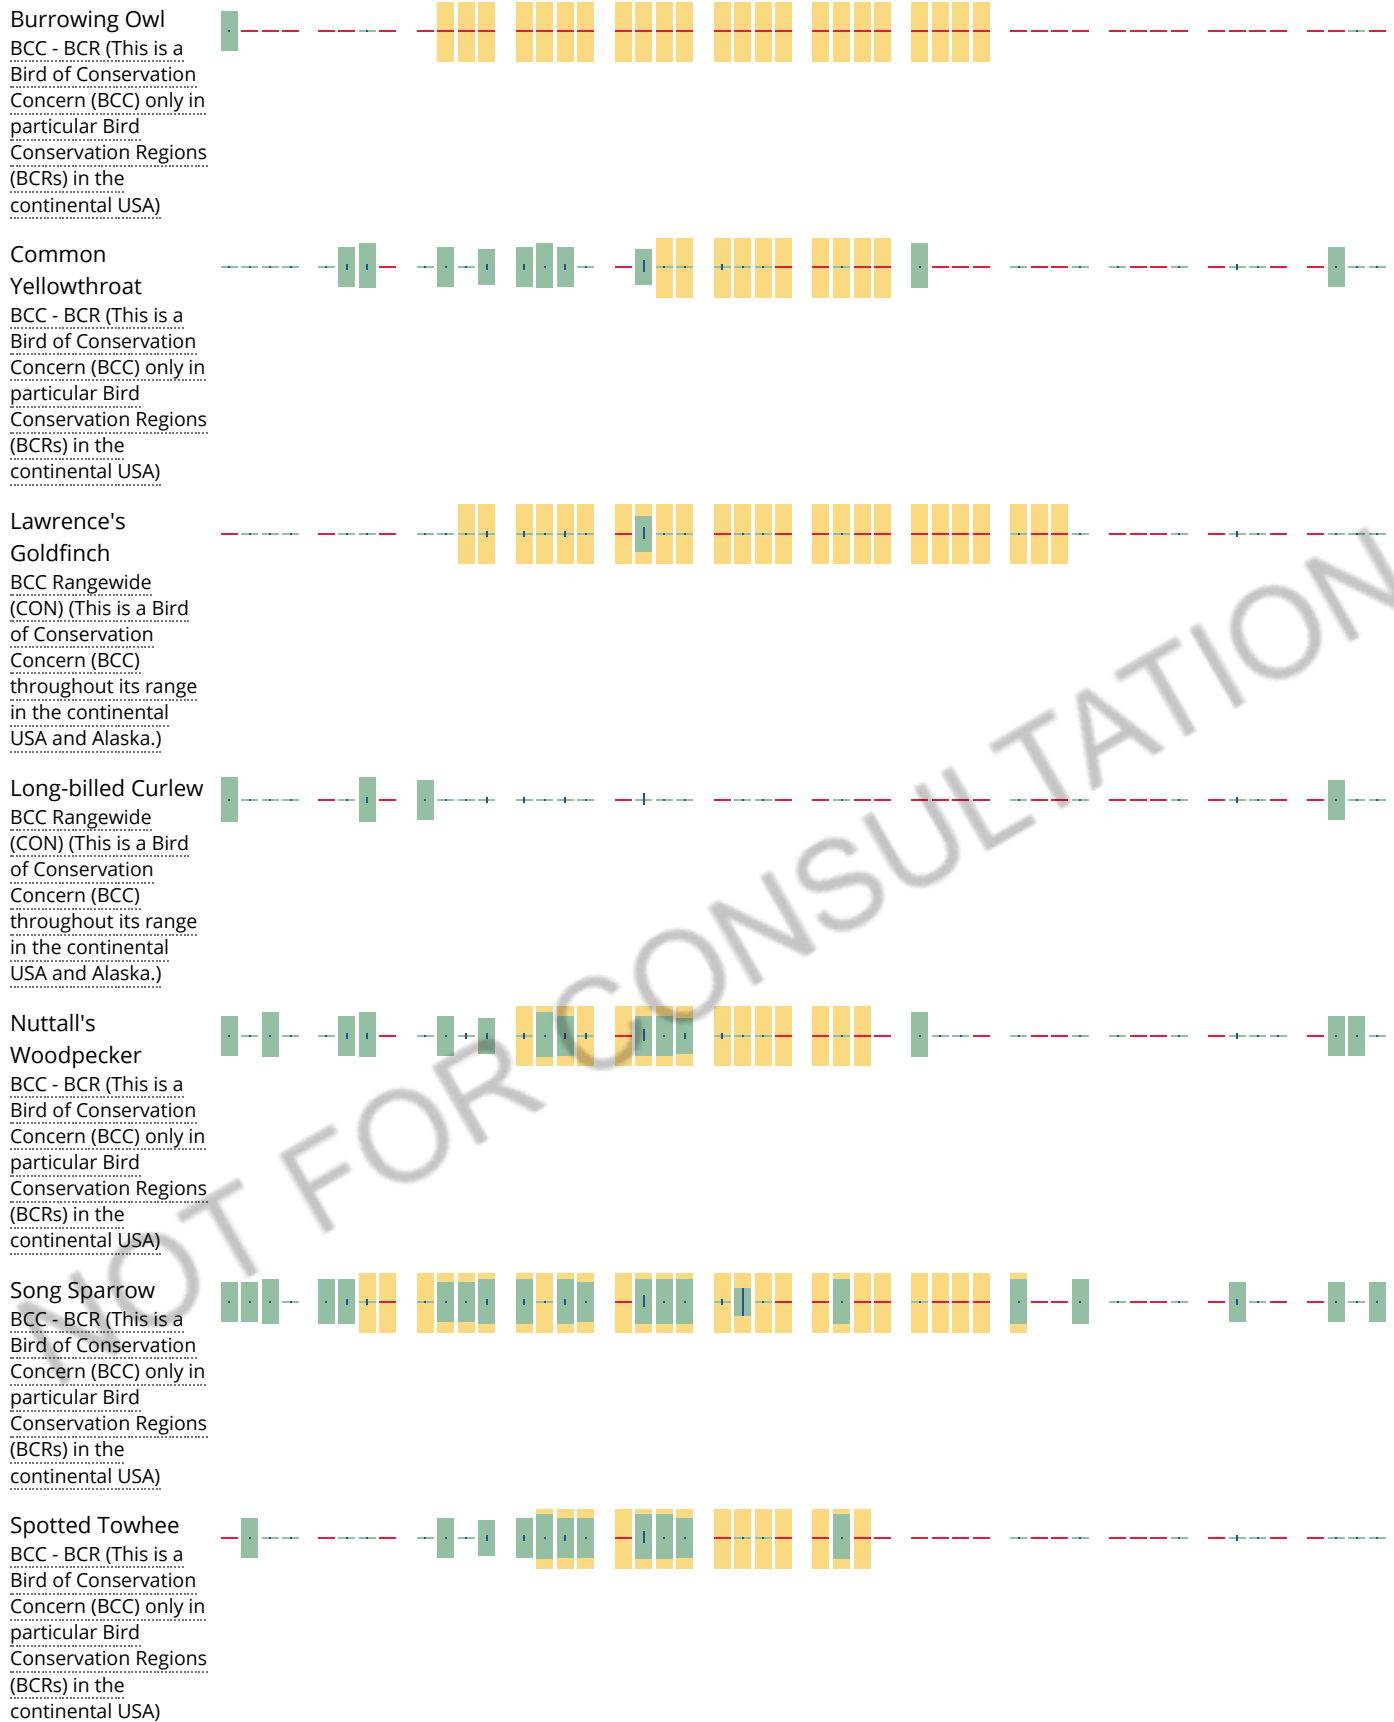 Burrowing Owl
BCC - BCR (This is a
Bird of Conservation
Concern (BCC) only in
particular Bird
Conservation Regions
(BCRs) in the
continental USA)
Common
Yellowthroat
BCC - BCR (This is a
Bird of Conservation
Concern (BCC) only in
particular Bird
Conservation Regions
(BCRs) in the
continental USA)
Lawrence's
Goldfinch
BCC Rangewide
(CON) (This is a Bird
of Conservation
Concern (BCC)
throughout its range
in the continental
USA and Alaska.)
Long-billed Curlew
BCC Rangewide
(CON) (This is a Bird
of Conservation
Concern (BCC)
throughout its range
in the continental
USA and Alaska.)
Nuttall's
Woodpecker
BCC - BCR (This is a
Bird of Conservation
Concern (BCC) only in
particular Bird
Conservation Regions
(BCRs) in the
continental USA)
Song Sparrow
BCC - BCR (This is a
Bird of Conservation
Concern (BCC) only in
particular Bird
Conservation Regions
(BCRs) in the
continental USA)
Spotted Towhee
BCC - BCR (This is a
Bird of Conservation
Concern (BCC) only in
particular Bird
Conservation Regions
(BCRs) in the
continental USA)
NOT FOR CONSULTATION